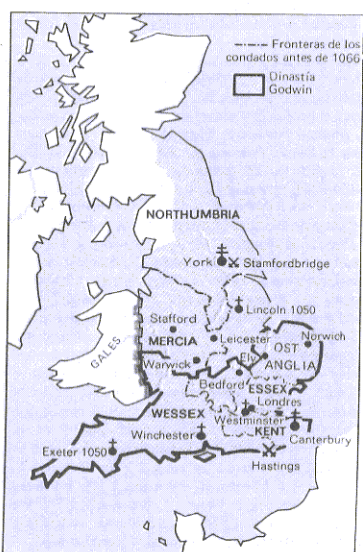 Fronteras de los
condados antes de 1066
Dinastía
Godwin
NORTHUMBRIA
York
Stamfordbridge
Lincoln 1050
Stafford
MERCIA
Leicester
Norwich
OST
ANGLIA
Ely
Warwick
GALES
Bedford
ESSEX
Londres
WESSEX
Westminster
KENT
Winchester
Canterbury
Exeter 1050
Hastings